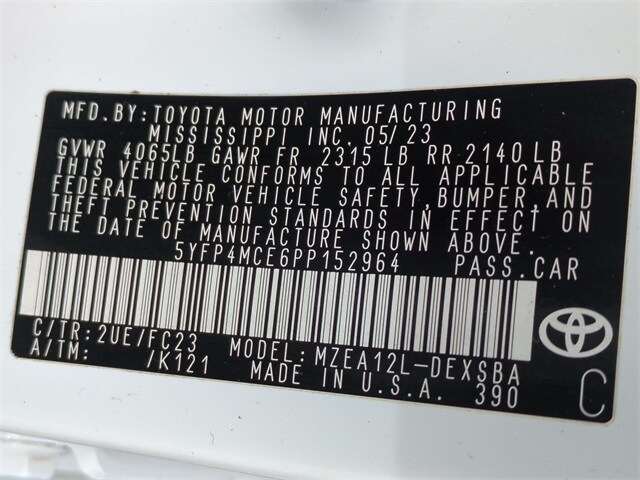 MFD. BY: TOYOTA MOTOR MANUFACTURING
MISSISSIPPI INC. 05/23
GVWR 4065LB GAWR FR 2315 LB RR 2140 LB
THIS VEHICLE CONFORMS TO ALL APPLICABLE
FEDERAL MOTOR VEHICLE SAFETY, BUMPER, AND
THEFT PREVENTION STANDARDS IN EFFECT ON
THE DATE OF MANUFACTURE SHOWN ABOVE.
5YFP4MCE6PP152964 PASS.CAR
C/TR: 2UE/FC23 MODEL: MZEA12L-DEXSBA
A/TM: /K121 MADE IN U.S.A. 390 C